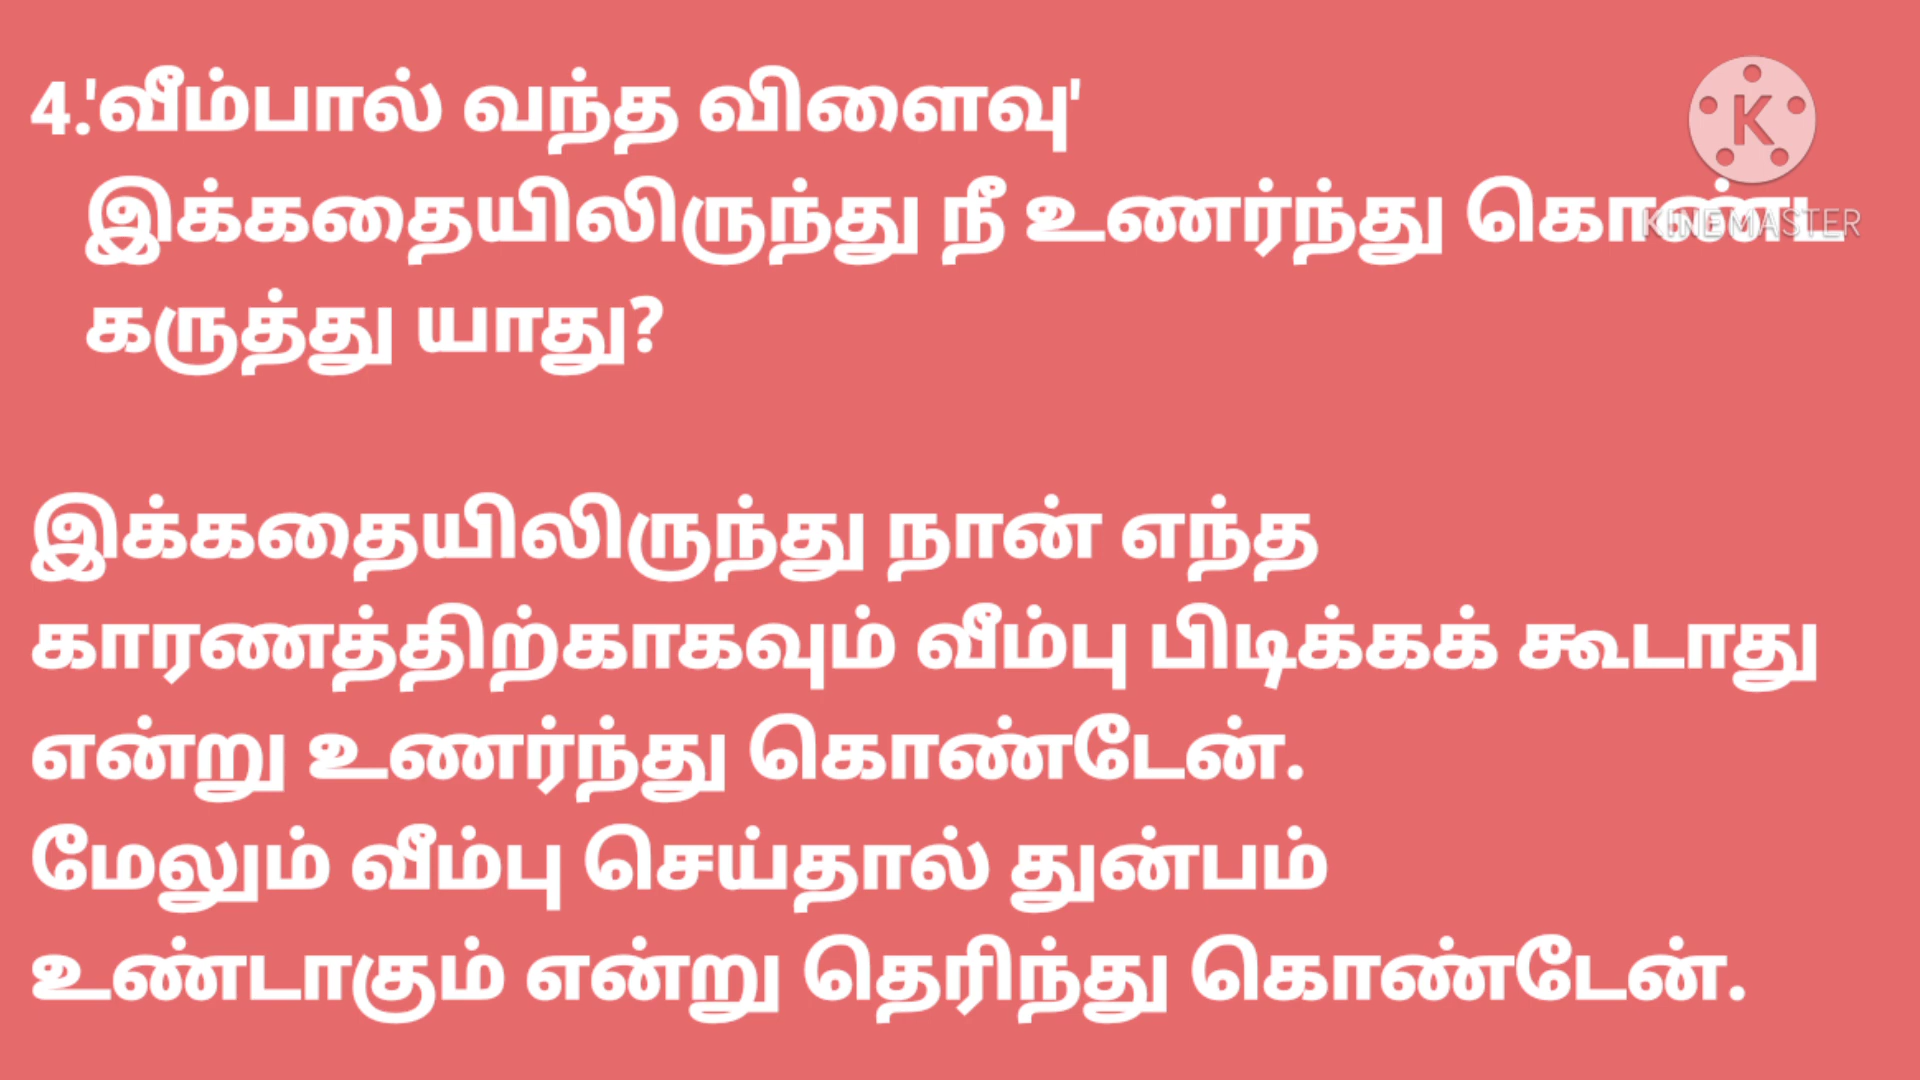 4.'வீம்பால் வந்த விளைவு'
இக்கதையிலிருந்து நீ உணர்ந்து கொண்ட
கருத்து யாது?
இக்கதையிலிருந்து நான் எந்த
காரணத்திற்காகவும் வீம்பு பிடிக்கக் கூடாது
என்று உணர்ந்து கொண்டேன்.
மேலும் வீம்பு செய்தால் துன்பம்
உண்டாகும் என்று தெரிந்து கொண்டேன்.
K
KINEMASTER